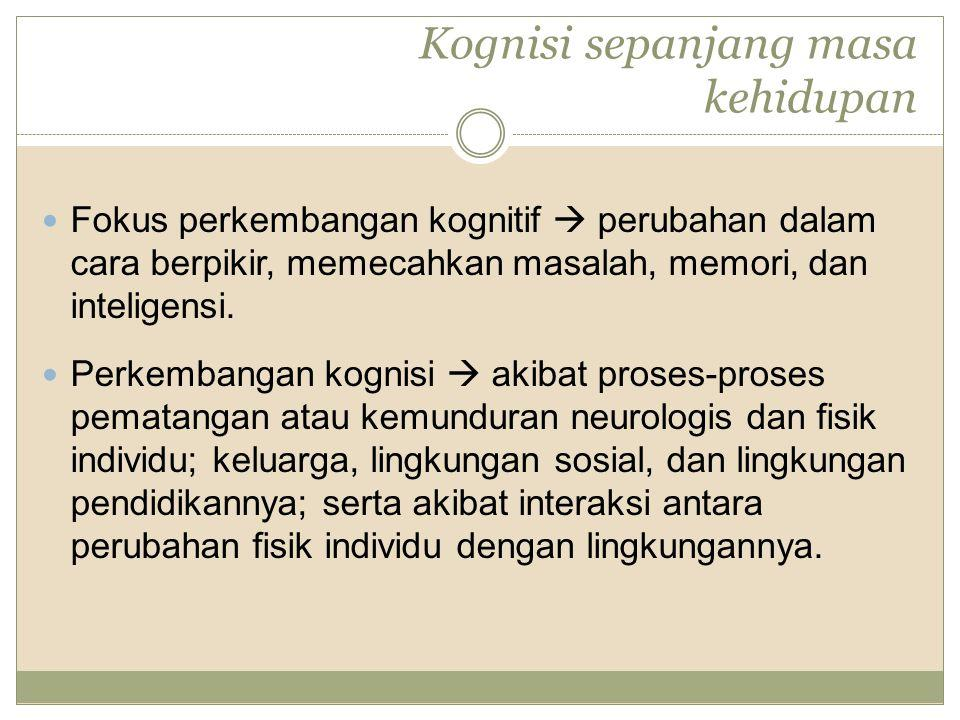 Kognisi sepanjang masa
kehidupan
• Fokus perkembangan kognitif → perubahan dalam
cara berpikir, memecahkan masalah, memori, dan
inteligensi.
• Perkembangan kognisi → akibat proses-proses
pematangan atau kemunduran neurologis dan fisik
individu; keluarga, lingkungan sosial, dan lingkungan
pendidikannya; serta akibat interaksi antara
perubahan fisik individu dengan lingkungannya.